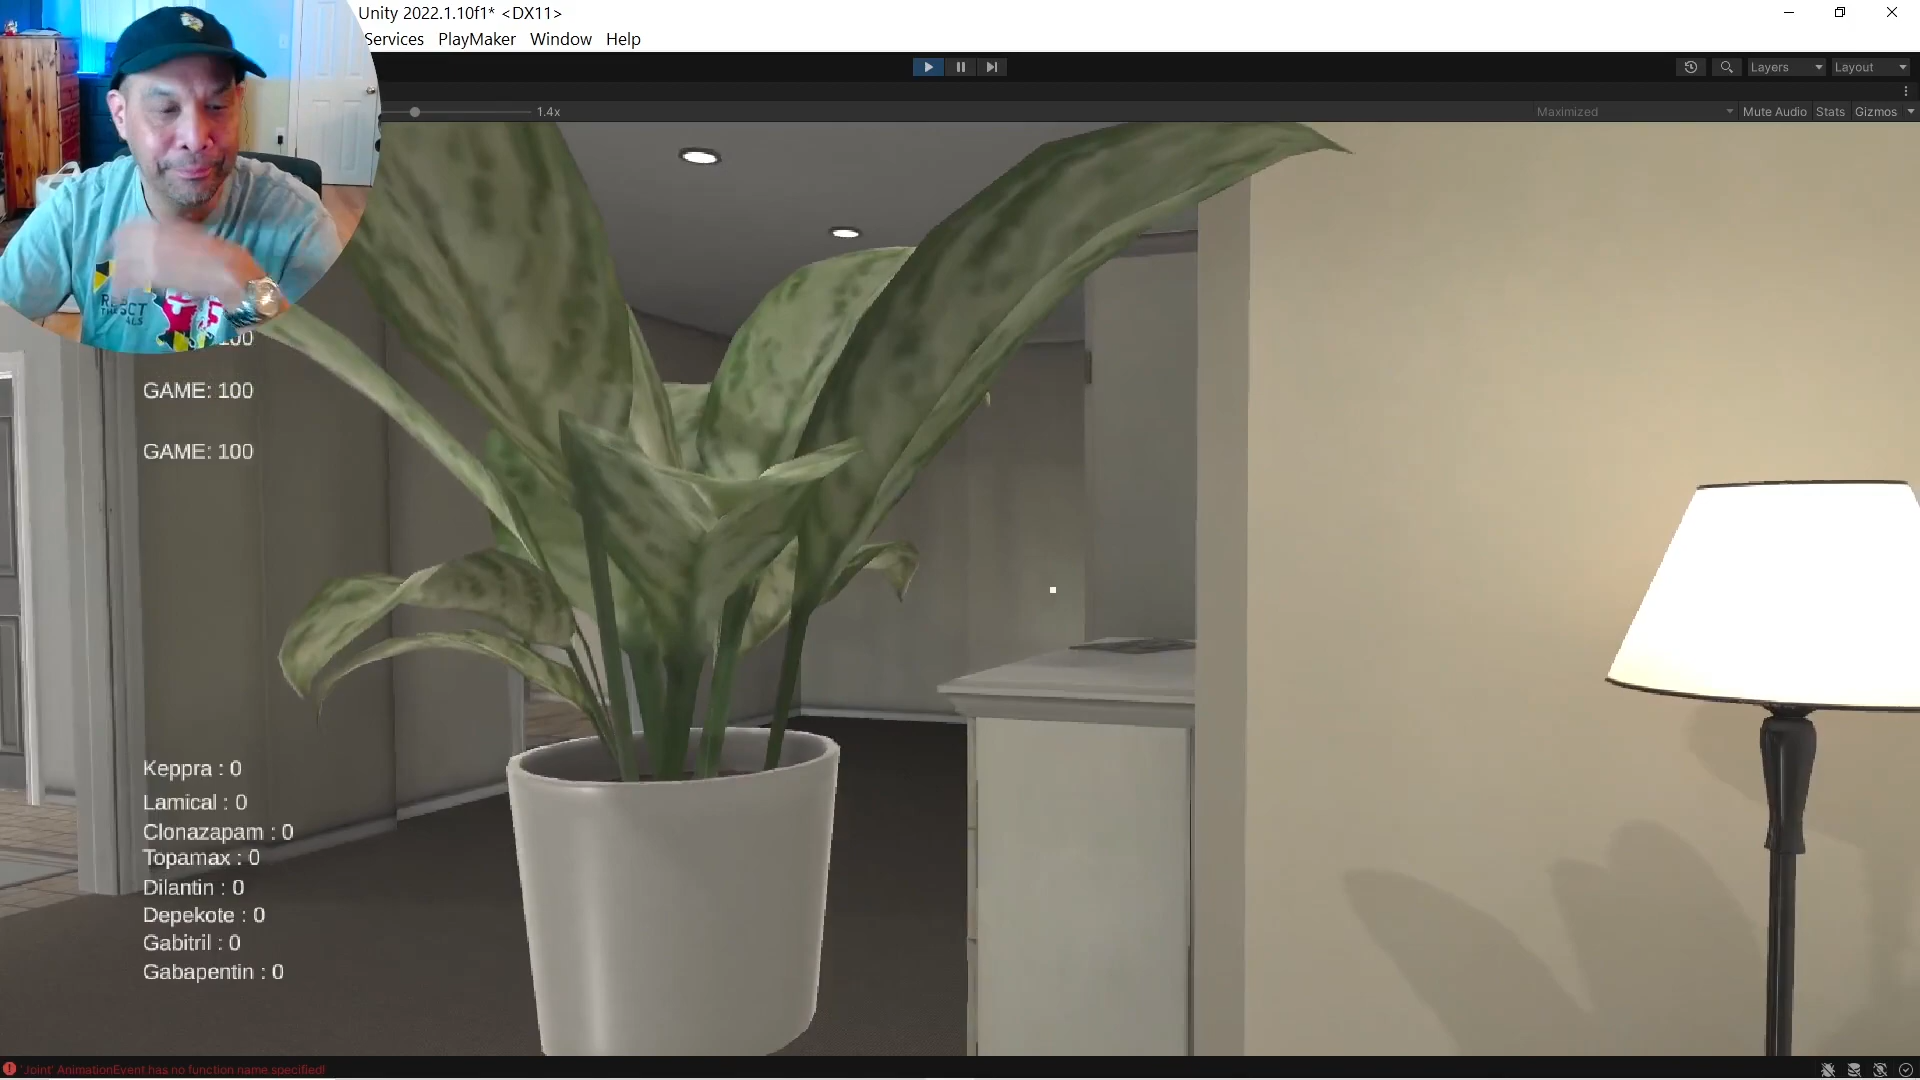 Unity 2022.1.10f1* <DX11>
Services PlayMaker Window Help
Layers Layout
1.4x Maximized Mute Audio Stats Gizmos
GAME: 100
GAME: 100
Keppra : 0
Lamical : 0
Clonazapam : 0
Topamax : 0
Dilantin : 0
Depekote : 0
Gabitril : 0
Gabapentin : 0
'Joint' AnimationEvent has no function name specified!